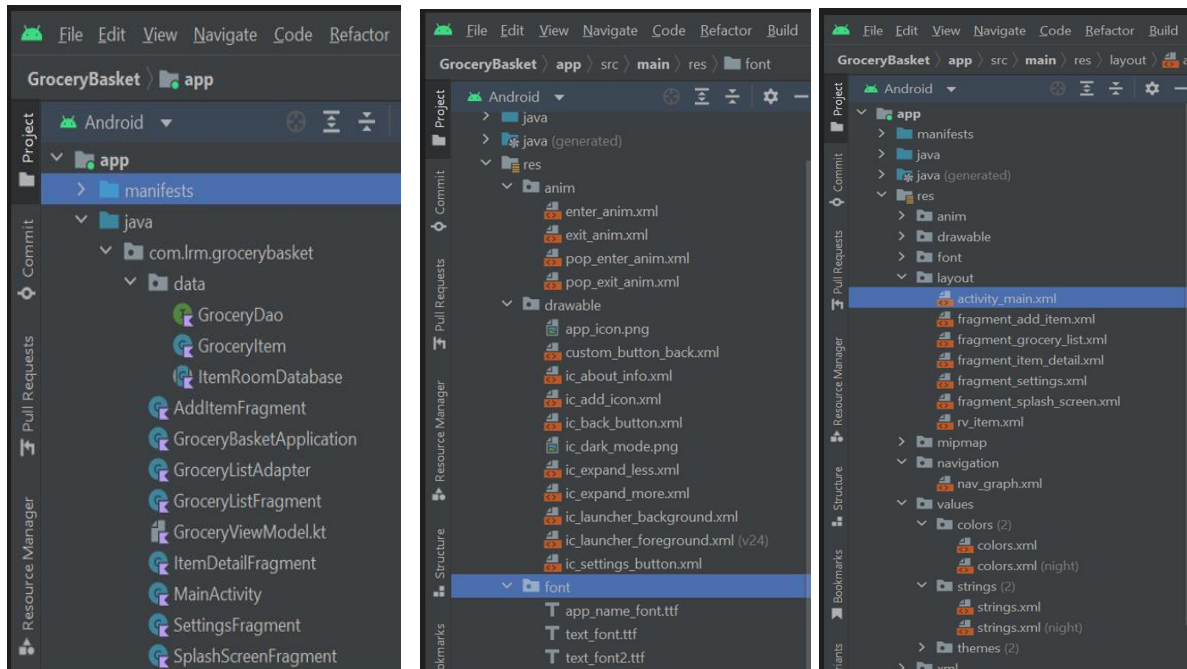 File Edit View Navigate Code Refactor
GroceryBasket app
Android
app
manifests
java
com.lrm.grocerybasket
data
GroceryDao
GroceryItem
ItemRoomDatabase
AddItemFragment
GroceryBasketApplication
GroceryListAdapter
GroceryListFragment
GroceryViewModel.kt
ItemDetailFragment
MainActivity
SettingsFragment
SplashScreenFragment
Project
Commit
Pull Requests
Resource Manager
File Edit View Navigate Code Refactor Build
GroceryBasket app src main res font
Android
java
java (generated)
res
anim
enter_anim.xml
exit_anim.xml
pop_enter_anim.xml
pop_exit_anim.xml
drawable
app_icon.png
custom_button_back.xml
ic_about_info.xml
ic_add_icon.xml
ic_back_button.xml
ic_dark_mode.png
ic_expand_less.xml
ic_expand_more.xml
ic_launcher_background.xml
ic_launcher_foreground.xml (v24)
ic_settings_button.xml
font
app_name_font.ttf
text_font.ttf
text_font2.ttf
Project
Commit
Pull Requests
Resource Manager
Structure
File Edit View Navigate Code Refactor Build
GroceryBasket app src main res layout
Android
app
manifests
java
java (generated)
res
anim
drawable
font
layout
activity_main.xml
fragment_add_item.xml
fragment_grocery_list.xml
fragment_item_detail.xml
fragment_settings.xml
fragment_splash_screen.xml
rv_item.xml
mipmap
navigation
nav_graph.xml
values
colors (2)
colors.xml
colors.xml (night)
strings (2)
strings.xml
strings.xml (night)
themes (2)
Project
Commit
Pull Requests
Resource Manager
Structure
Bookmarks